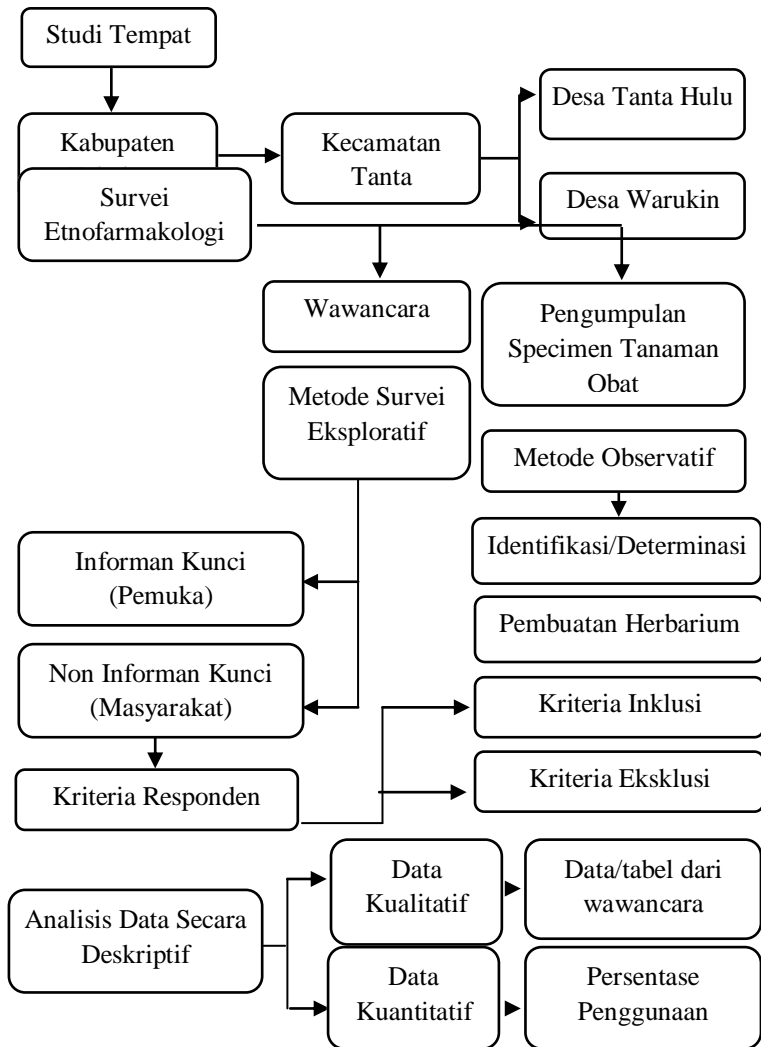 Studi Tempat
Kabupaten
Kecamatan
Tanta
Desa Tanta Hulu
Desa Warukin
Survei
Etnofarmakologi
Wawancara
Pengumpulan
Specimen Tanaman
Obat
Metode Survei
Eksploratif
Metode Observatif
Identifikasi/Determinasi
Pembuatan Herbarium
Informan Kunci
(Pemuka)
Non Informan Kunci
(Masyarakat)
Kriteria Responden
Kriteria Inklusi
Kriteria Eksklusi
Analisis Data Secara
Deskriptif
Data
Kualitatif
Data/tabel dari
wawancara
Data
Kuantitatif
Persentase
Penggunaan